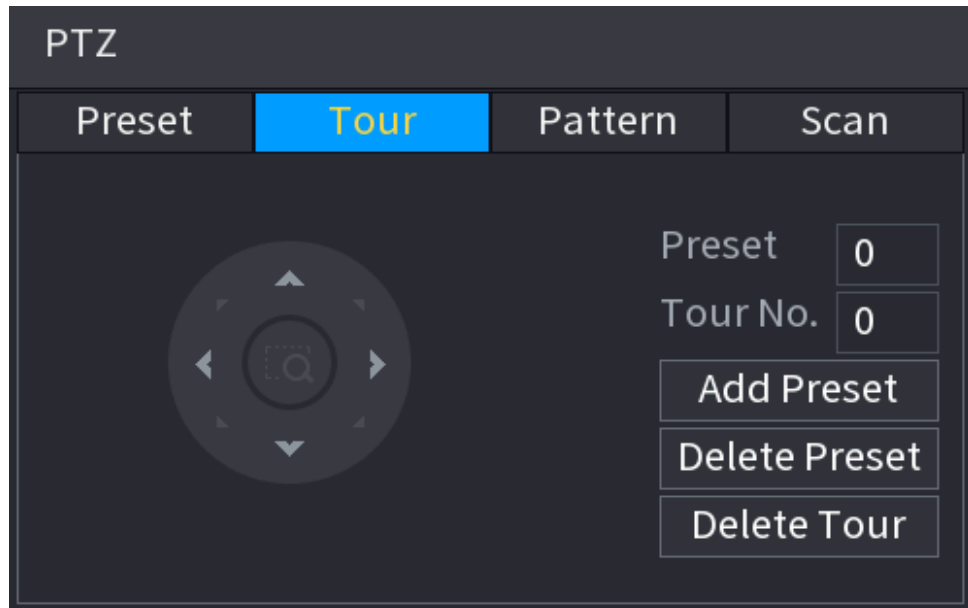 PTZ
Preset Tour Pattern Scan
Preset 0
Tour No. 0
Add Preset
Delete Preset
Delete Tour